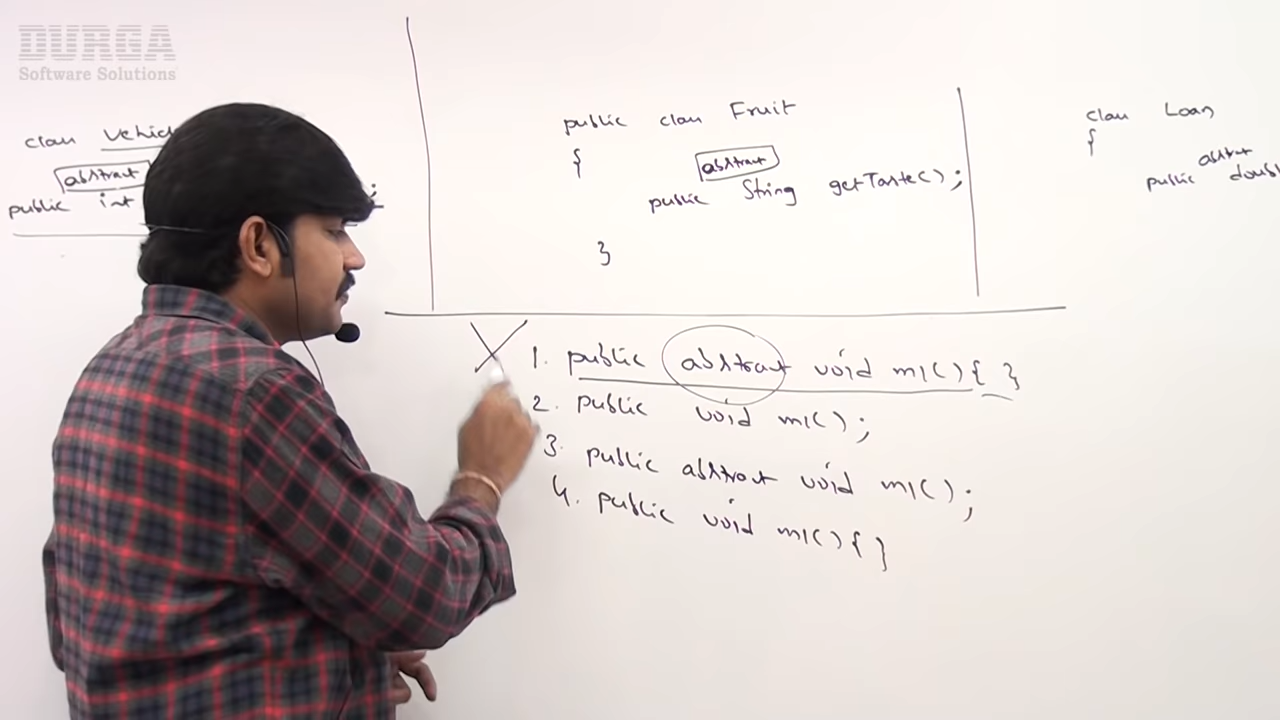 DURGA
Software Solutions
class Vehic
abstract
public int
;
public class Fruit
{
abstract
public String getTaste();
}
class Loan
{
abstract
public doubl
1. public abstract void m1(){ }
2. public void m1();
3. public abstract void m1();
4. public void m1(){ }